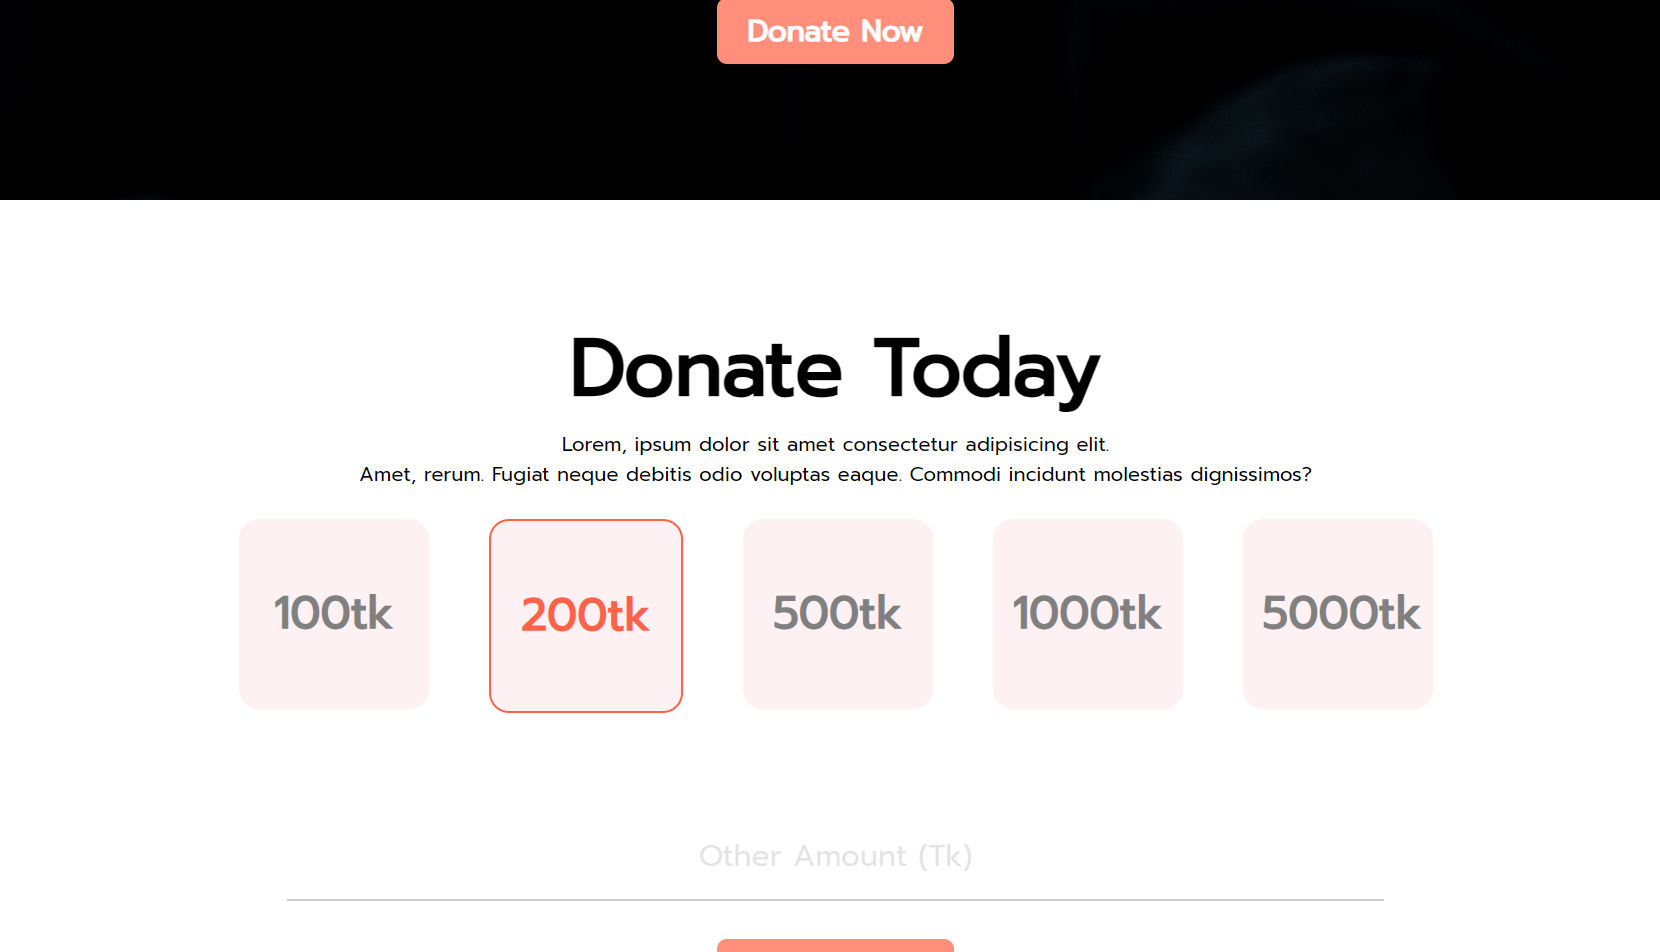 Donate Now
Donate Today
Lorem, ipsum dolor sit amet consectetur adipisicing elit.
Amet, rerum. Fugiat neque debitis odio voluptas eaque. Commodi incidunt molestias dignissimos?
100tk
200tk
500tk
1000tk
5000tk
Other Amount (Tk)